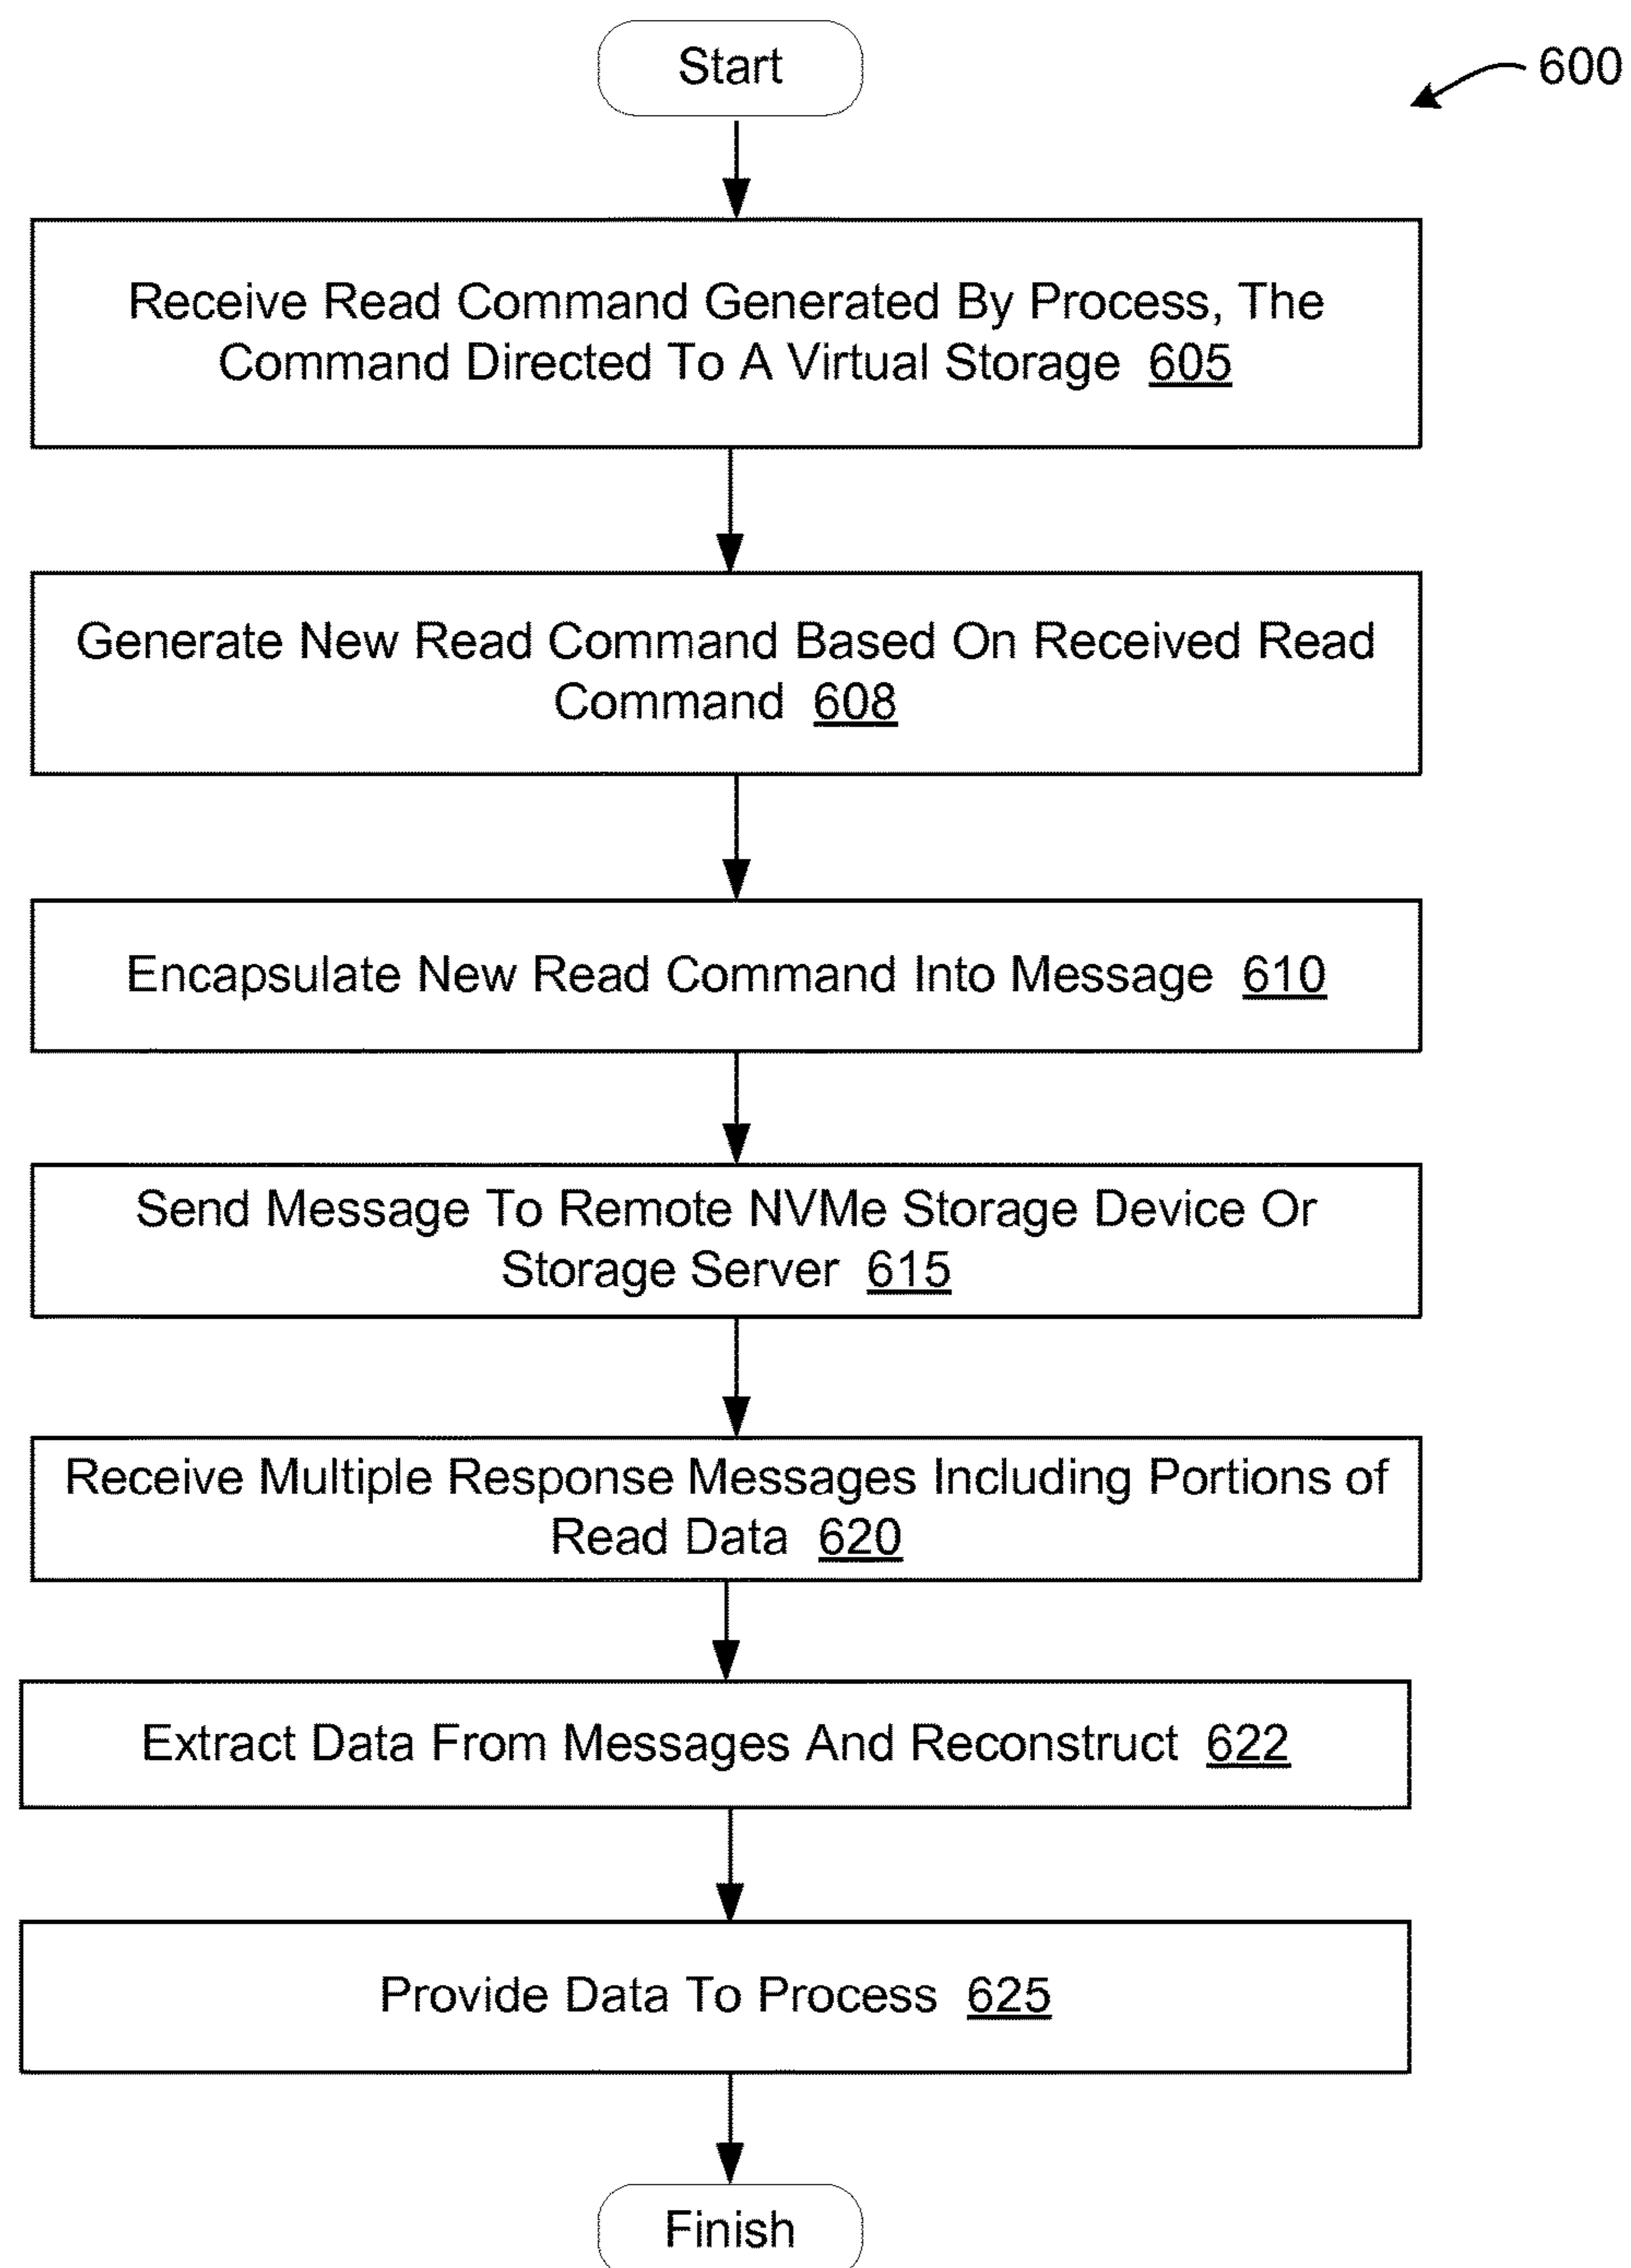 Start
600
Receive Read Command Generated By Process, The
Command Directed To A Virtual Storage 605
Generate New Read Command Based On Received Read
Command 608
Encapsulate New Read Command Into Message 610
Send Message To Remote NVMe Storage Device Or
Storage Server 615
Receive Multiple Response Messages Including Portions of
Read Data 620
Extract Data From Messages And Reconstruct 622
Provide Data To Process 625
Finish